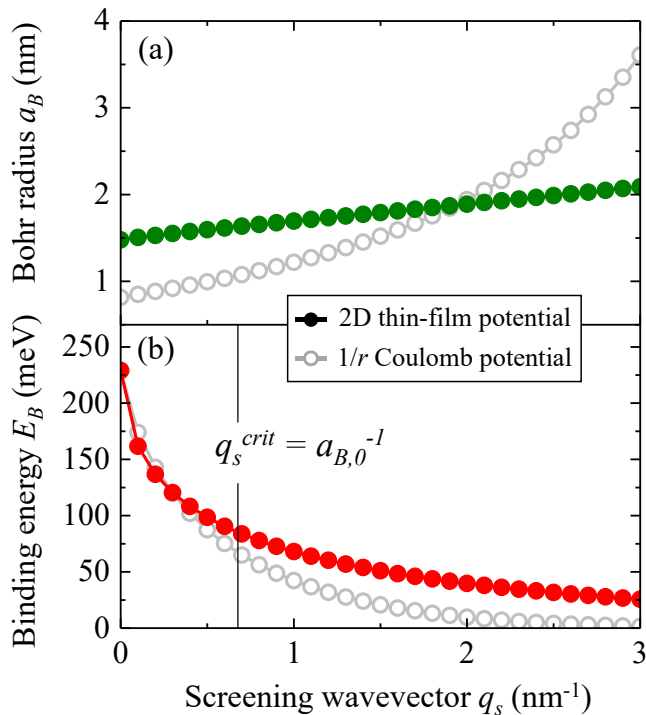 4
(a)
3
2
1
Bohr radius a_B (nm)
2D thin-film potential
1/r Coulomb potential
250
(b)
200
150
q_s^crit = a_B,0^-1
100
50
0
Binding energy E_B (meV)
0 1 2 3
Screening wavevector q_s (nm^-1)